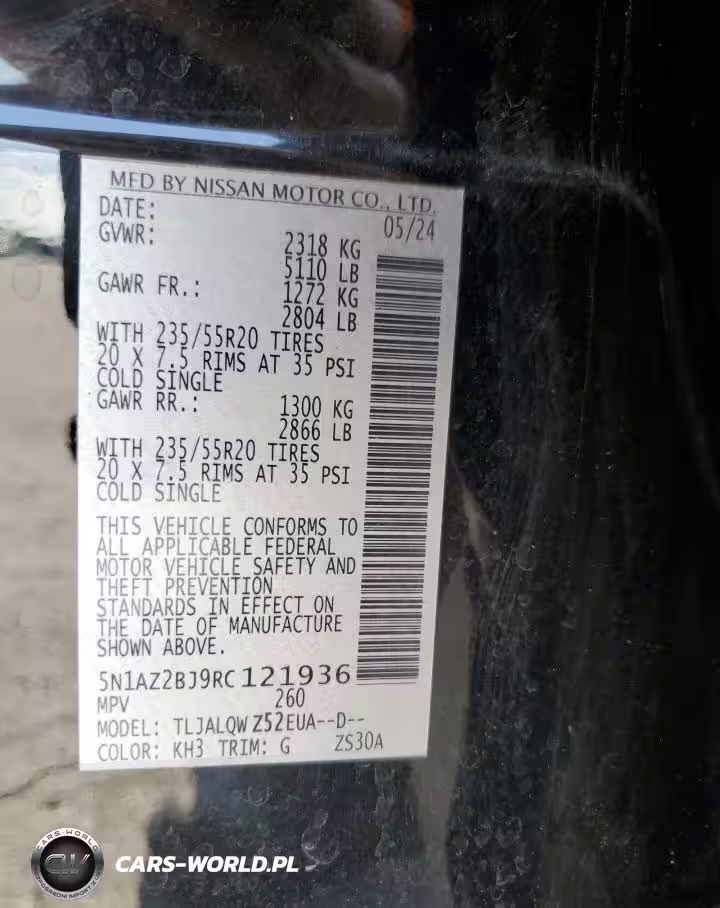 MFD BY NISSAN MOTOR CO., LTD.
DATE: 05/24
GVWR: 2318 KG
5110 LB
GAWR FR.: 1272 KG
2804 LB
WITH 235/55R20 TIRES
20 X 7.5 RIMS AT 35 PSI
COLD SINGLE
GAWR RR.: 1300 KG
2866 LB
WITH 235/55R20 TIRES
20 X 7.5 RIMS AT 35 PSI
COLD SINGLE
THIS VEHICLE CONFORMS TO
ALL APPLICABLE FEDERAL
MOTOR VEHICLE SAFETY AND
THEFT PREVENTION
STANDARDS IN EFFECT ON
THE DATE OF MANUFACTURE
SHOWN ABOVE.
5N1AZ2BJ9RC121936
MPV 260
MODEL: TLJALQW Z52EUA--D--
COLOR: KH3 TRIM: G ZS30A
CARS-WORLD
CW
CARS-WORLD.PL